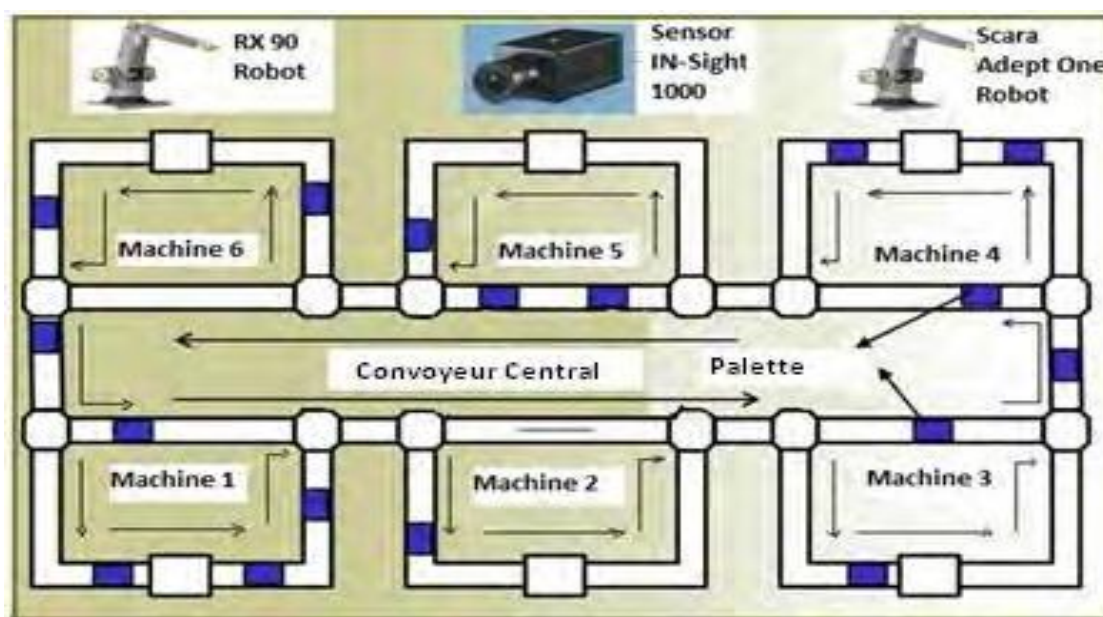 RX 90
Robot
Sensor
IN-Sight
1000
Scara
Adept One
Robot
Machine 6
Machine 5
Machine 4
Convoyeur Central
Palette
Machine 1
Machine 2
Machine 3